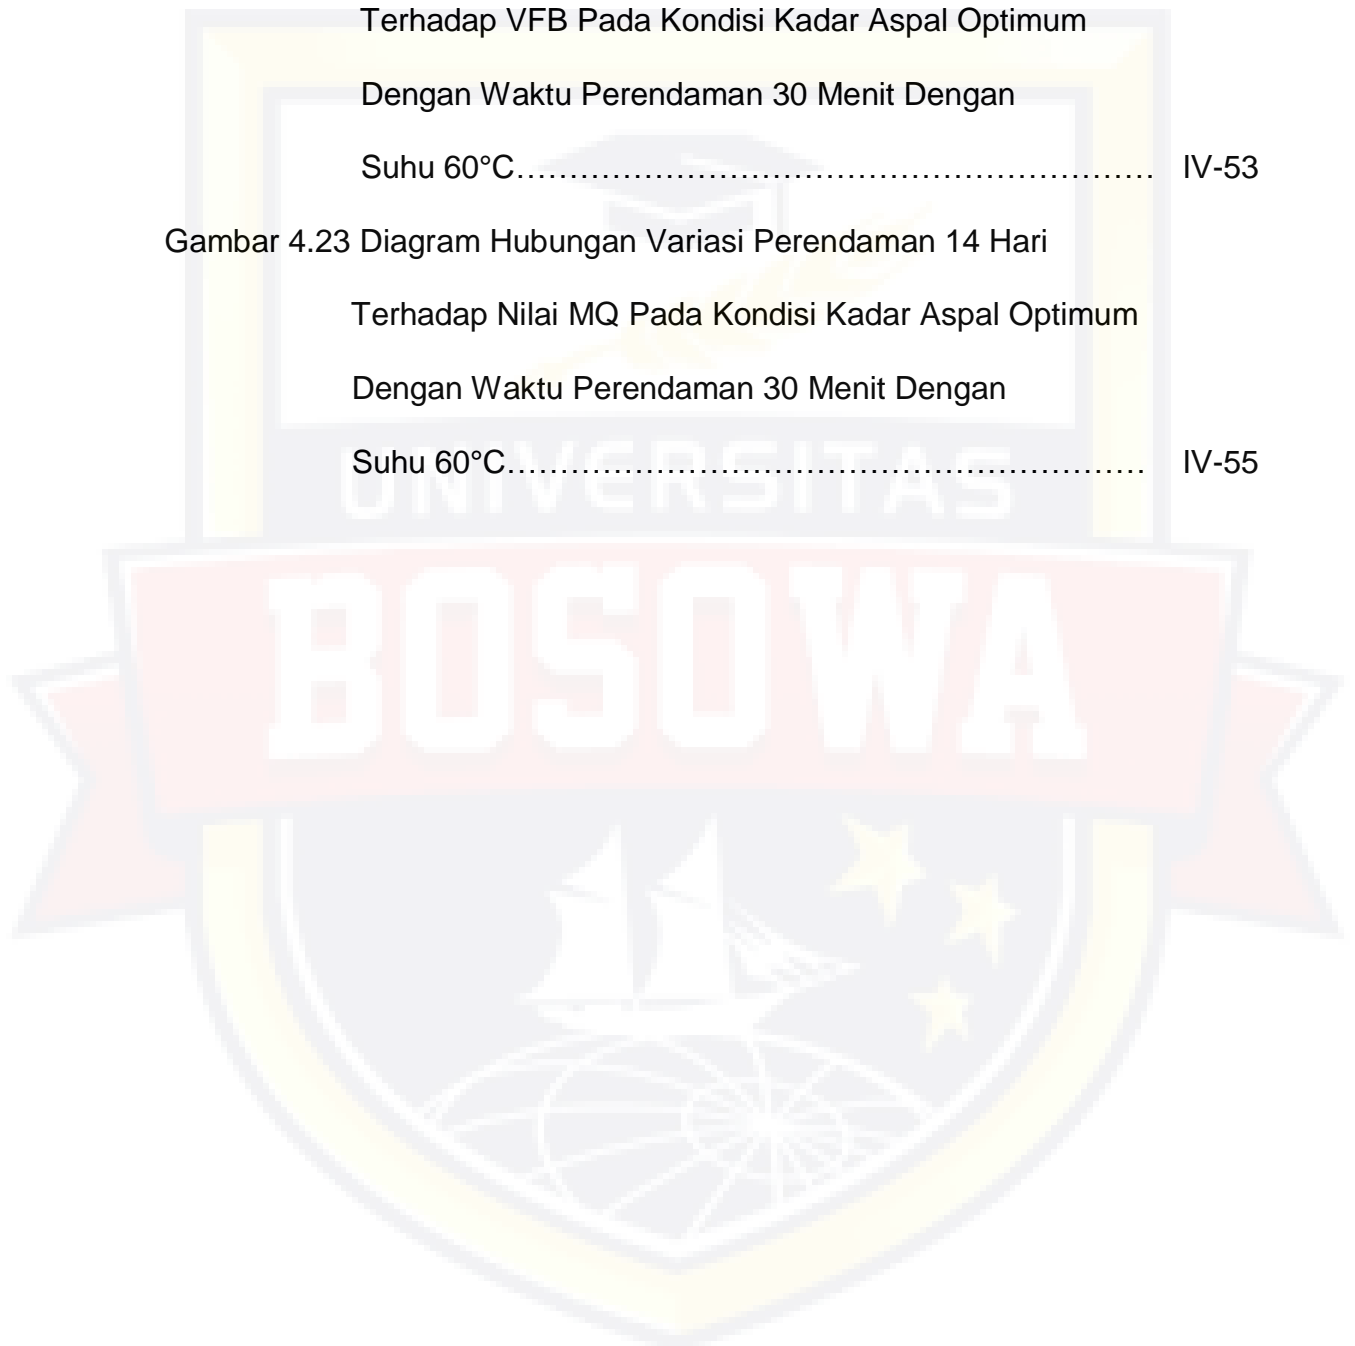 Terhadap VFB Pada Kondisi Kadar Aspal Optimum
Dengan Waktu Perendaman 30 Menit Dengan
Suhu 60°C……………………………………………………. IV-53
Gambar 4.23 Diagram Hubungan Variasi Perendaman 14 Hari
Terhadap Nilai MQ Pada Kondisi Kadar Aspal Optimum
Dengan Waktu Perendaman 30 Menit Dengan
Suhu 60°C…………………………………………………… IV-55
UNIVERSITAS
BOSOWA